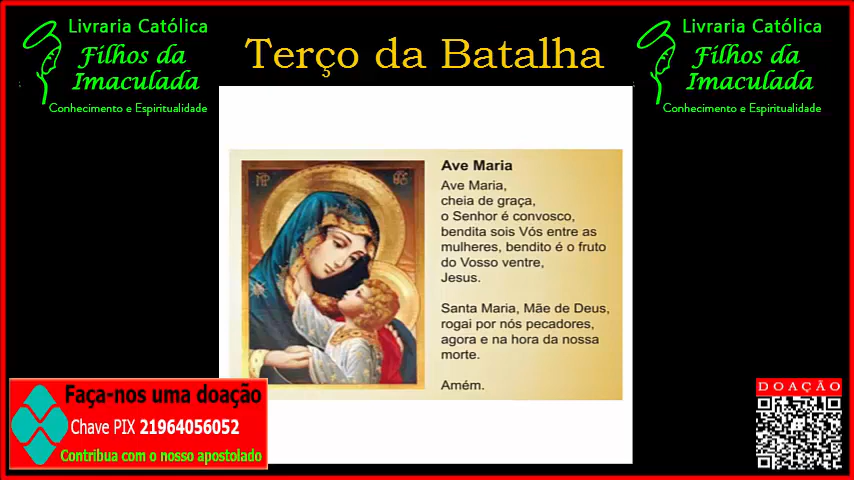 Livraria Católica
Filhos da
Imaculada
Conhecimento e Espiritualidade
Terço da Batalha
Livraria Católica
Filhos da
Imaculada
Conhecimento e Espiritualidade
Ave Maria
Ave Maria,
cheia de graça,
o Senhor é convosco,
bendita sois Vós entre as
mulheres, bendito é o fruto
do Vosso ventre,
Jesus.
Santa Maria, Mãe de Deus,
rogai por nós pecadores,
agora e na hora da nossa
morte.
Amém.
Faça-nos uma doação
Chave PIX 21964056052
Contribua com o nosso apostolado
DOAÇÃO